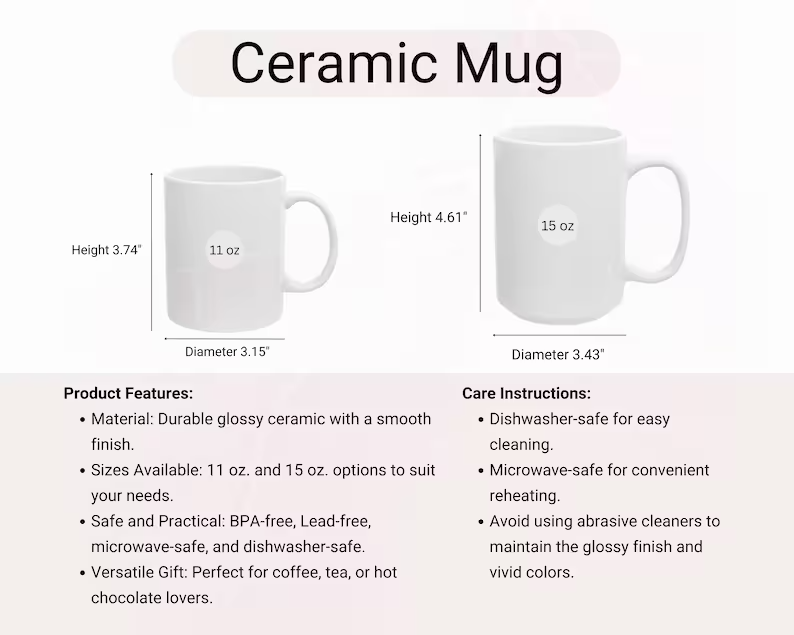 Ceramic Mug
Height 3.74"
11 oz
Diameter 3.15"
Height 4.61"
15 oz
Diameter 3.43"
Product Features:
• Material: Durable glossy ceramic with a smooth
finish.
• Sizes Available: 11 oz. and 15 oz. options to suit
your needs.
• Safe and Practical: BPA-free, Lead-free,
microwave-safe, and dishwasher-safe.
• Versatile Gift: Perfect for coffee, tea, or hot
chocolate lovers.
Care Instructions:
• Dishwasher-safe for easy
cleaning.
• Microwave-safe for convenient
reheating.
• Avoid using abrasive cleaners to
maintain the glossy finish and
vivid colors.